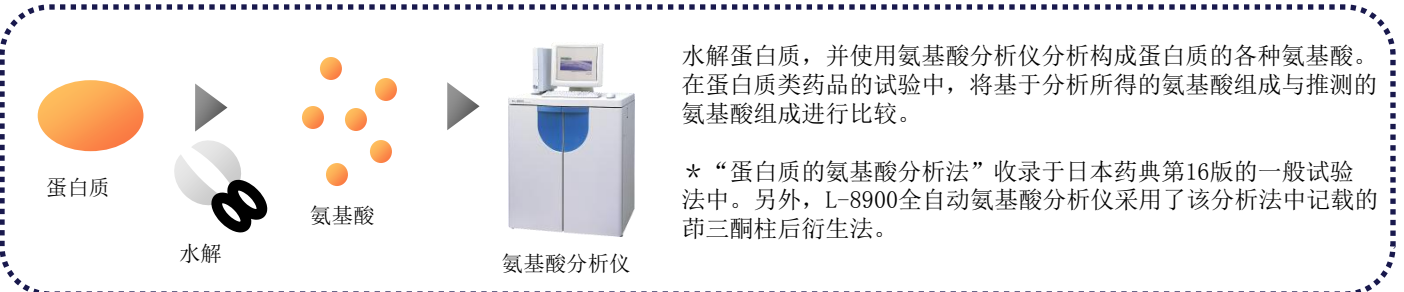 蛋白质
水解
氨基酸
氨基酸分析仪
水解蛋白质，并使用氨基酸分析仪分析构成蛋白质的各种氨基酸。
在蛋白质类药品的试验中，将基于分析所得的氨基酸组成与推测的
氨基酸组成进行比较。
＊“蛋白质的氨基酸分析法”收录于日本药典第16版的一般试验
法中。另外，L-8900全自动氨基酸分析仪采用了该分析法中记载的
茚三酮柱后衍生法。